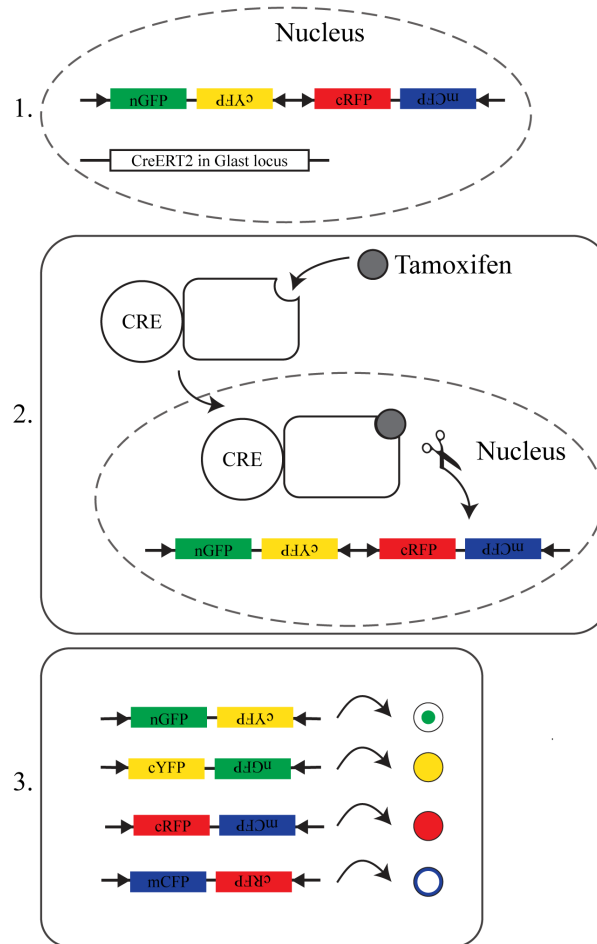 Nucleus
1.
nGFP cYFP cRFP mCFP
CreERT2 in Glast locus
Tamoxifen
CRE
2.
CRE
Nucleus
nGFP cYFP cRFP mCFP
nGFP cYFP
cYFP nGFP
3.
cRFP mCFP
mCFP cRFP